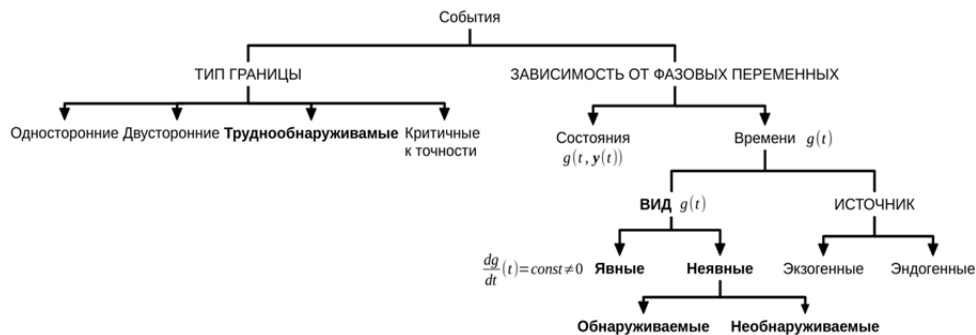 События
ТИП ГРАНИЦЫ
ЗАВИСИМОСТЬ ОТ ФАЗОВЫХ ПЕРЕМЕННЫХ
Односторонние Двусторонние Труднообнаруживамые Критичные
к точности
Состояния
g(t, y(t))
Времени g(t)
ВИД g(t)
ИСТОЧНИК
dg/dt (t)=const≠0 Явные Неявные Экзогенные Эндогенные
Обнаруживаемые Необнаруживаемые